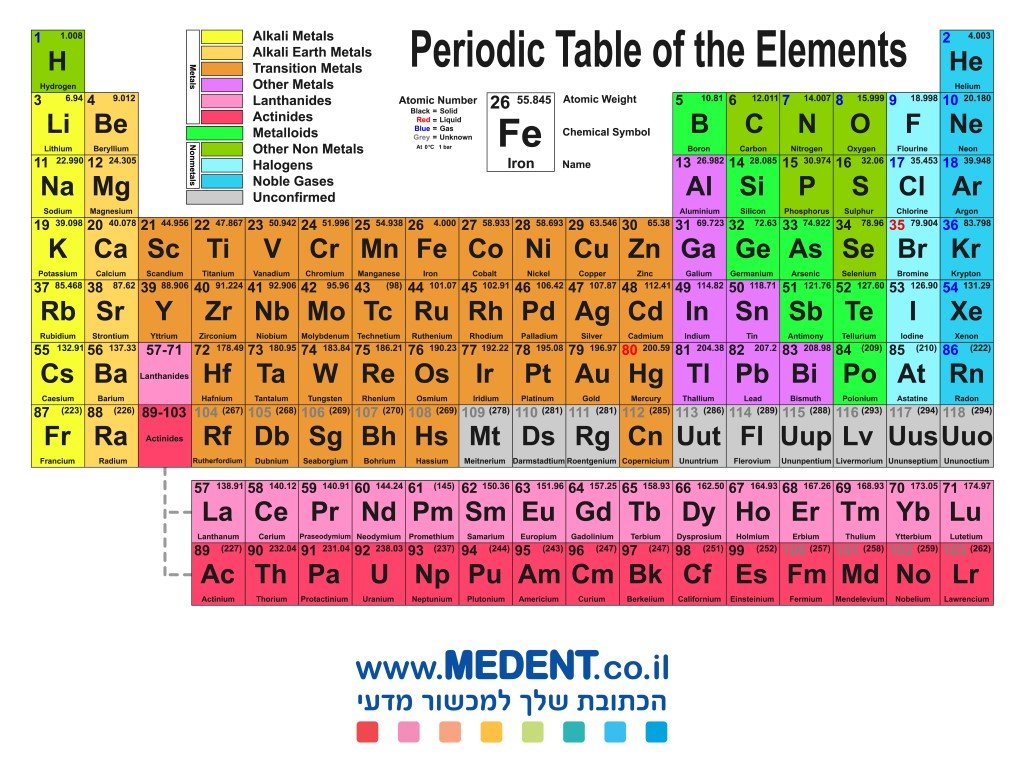 Periodic Table of the Elements
Metals
Nonmetals
Alkali Metals
Alkali Earth Metals
Transition Metals
Other Metals
Lanthanides
Actinides
Metalloids
Other Non Metals
Halogens
Noble Gases
Unconfirmed
Atomic Number
Black = Solid
Red = Liquid
Blue = Gas
Grey = Unknown
At 0°C 1 bar
26 55.845
Fe
Iron
Atomic Weight
Chemical Symbol
Name
1 1.008 2 4.003
H He
Hydrogen Helium
3 6.94 4 9.012 5 10.81 6 12.011 7 14.007 8 15.999 9 18.998 10 20.180
Li Be B C N O F Ne
Lithium Beryllium Boron Carbon Nitrogen Oxygen Flourine Neon
11 22.990 12 24.305 13 26.982 14 28.085 15 30.974 16 32.06 17 35.453 18 39.948
Na Mg Al Si P S Cl Ar
Sodium Magnesium Aluminium Silicon Phosphorus Sulphur Chlorine Argon
19 39.098 20 40.078 21 44.956 22 47.867 23 50.942 24 51.996 25 54.938 26 4.000 27 58.933 28 58.693 29 63.546 30 65.38 31 69.723 32 72.63 33 74.922 34 78.96 35 79.904 36 83.798
K Ca Sc Ti V Cr Mn Fe Co Ni Cu Zn Ga Ge As Se Br Kr
Potassium Calcium Scandium Titanium Vanadium Chromium Manganese Iron Cobalt Nickel Copper Zinc Galium Germanium Arsenic Selenium Bromine Krypton
37 85.468 38 87.62 39 88.906 40 91.224 41 92.906 42 95.96 43 (98) 44 101.07 45 102.91 46 106.42 47 107.87 48 112.41 49 114.82 50 118.71 51 121.76 52 127.60 53 126.90 54 131.29
Rb Sr Y Zr Nb Mo Tc Ru Rh Pd Ag Cd In Sn Sb Te I Xe
Rubidium Strontium Yttrium Zirconium Niobium Molybdenum Technetium Ruthenium Rhodium Palladium Silver Cadmium Indium Tin Antimony Tellurium Iodine Xenon
55 132.91 56 137.33 57-71 72 178.49 73 180.95 74 183.84 75 186.21 76 190.23 77 192.22 78 195.08 79 196.97 80 200.59 81 204.38 82 207.2 83 208.98 84 (209) 85 (210) 86 (222)
Cs Ba Lanthanides Hf Ta W Re Os Ir Pt Au Hg Tl Pb Bi Po At Rn
Caesium Barium Hafnium Tantalum Tungsten Rhenium Osmium Iridium Platinum Gold Mercury Thallium Lead Bismuth Polonium Astatine Radon
87 (223) 88 (226) 89-103 104 (267) 105 (268) 106 (269) 107 (270) 108 (269) 109 (278) 110 (281) 111 (281) 112 (285) 113 (286) 114 (289) 115 (288) 116 (293) 117 (294) 118 (294)
Fr Ra Actinides Rf Db Sg Bh Hs Mt Ds Rg Cn Uut Fl Uup Lv Uus Uuo
Francium Radium Rutherfordium Dubnium Seaborgium Bohrium Hassium Meitnerium Darmstadtium Roentgenium Copernicium Ununtrium Flerovium Ununpentium Livermorium Ununseptium Ununoctium
57 138.91 58 140.12 59 140.91 60 144.24 61 (145) 62 150.36 63 151.96 64 157.25 65 158.93 66 162.50 67 164.93 68 167.26 69 168.93 70 173.05 71 174.97
La Ce Pr Nd Pm Sm Eu Gd Tb Dy Ho Er Tm Yb Lu
Lanthanum Cerium Praseodymium Neodymium Promethium Samarium Europium Gadolinium Terbium Dysprosium Holmium Erbium Thulium Ytterbium Lutetium
89 (227) 90 232.04 91 231.04 92 238.03 93 (237) 94 (244) 95 (243) 96 (247) 97 (247) 98 (251) 99 (252) (257) (258) (259) (262)
Ac Th Pa U Np Pu Am Cm Bk Cf Es Fm Md No Lr
Actinium Thorium Protactinium Uranium Neptunium Plutonium Americium Curium Berkelium Californium Einsteinium Fermium Mendelevium Nobelium Lawrencium
www.MEDENT.co.il
הכתובת שלך למכשור מדעי